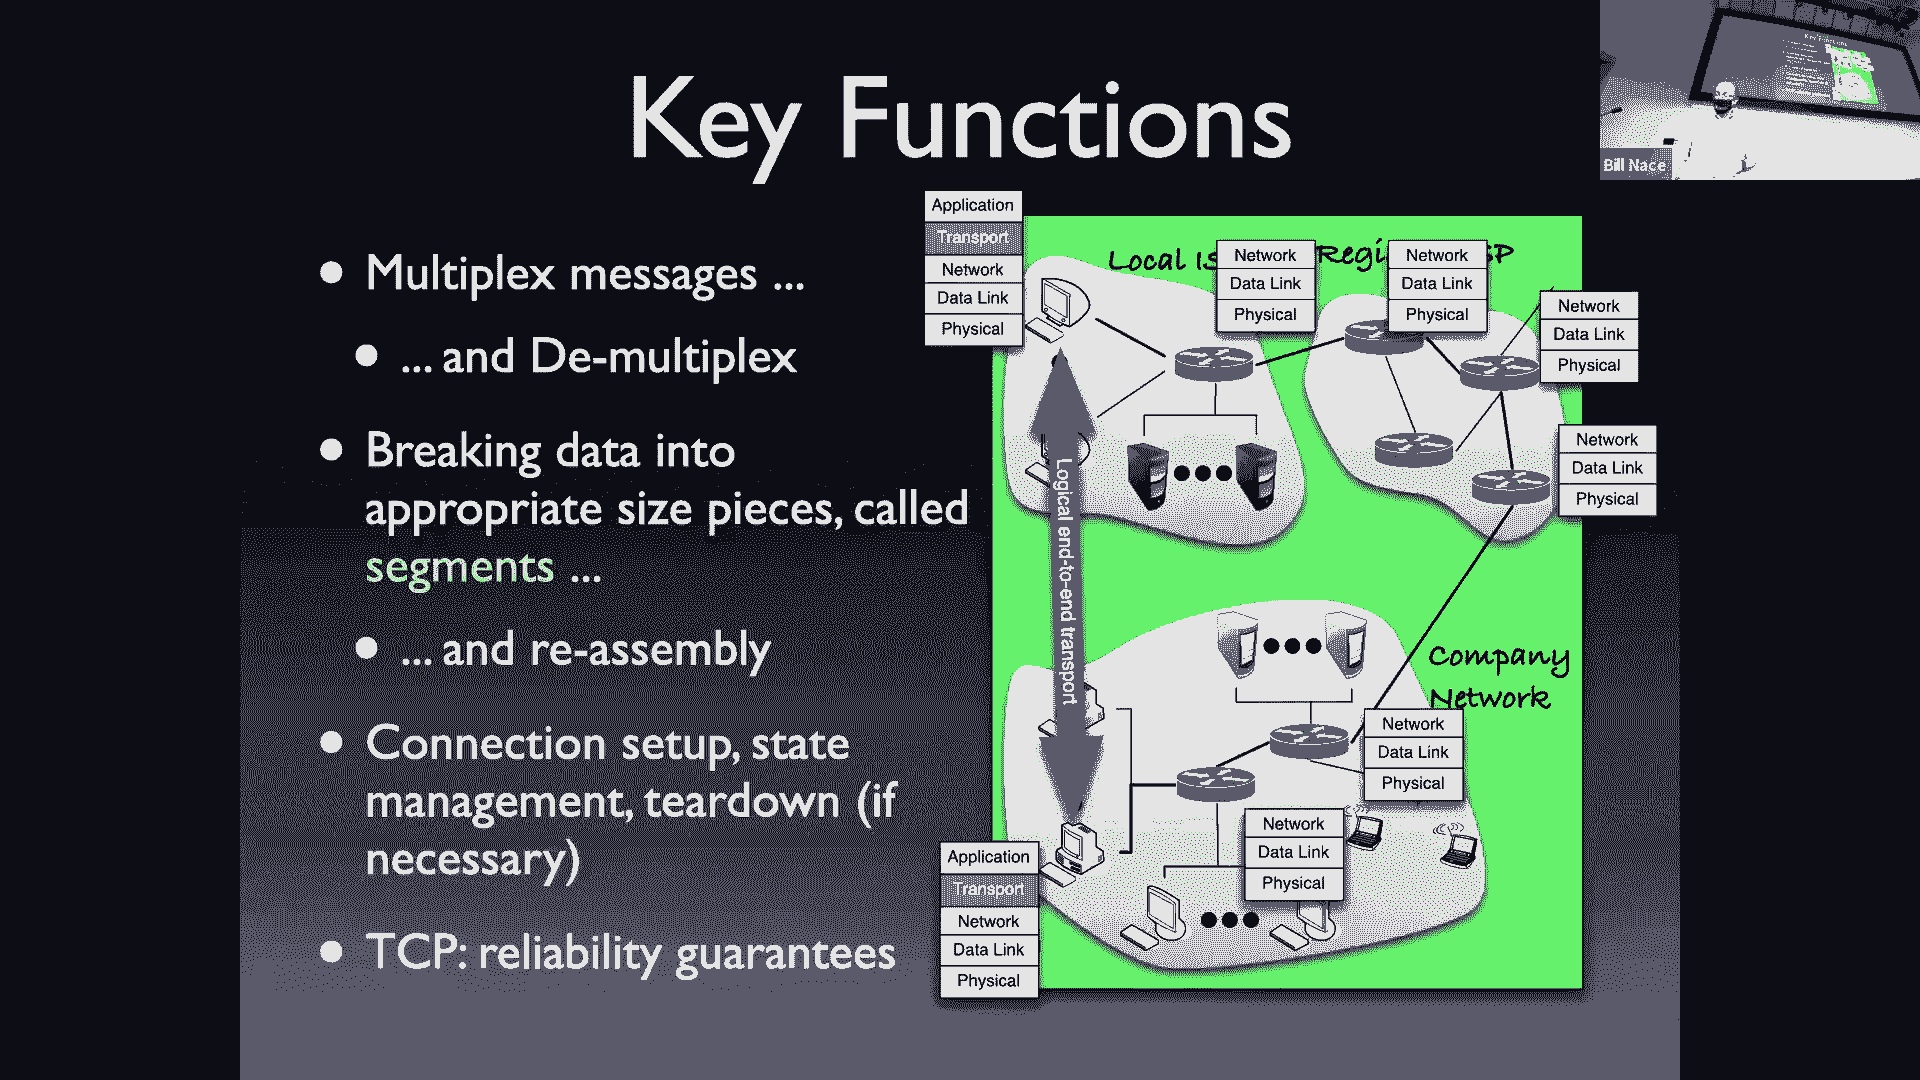 Key Functions
Bill Nace
• Multiplex messages ...
• ... and De-multiplex
• Breaking data into
appropriate size pieces, called
segments ...
• ... and re-assembly
• Connection setup, state
management, teardown (if
necessary)
• TCP: reliability guarantees
Application
Transport
Network
Data Link
Physical
Local IS
Network
Data Link
Physical
Regi
SP
Network
Data Link
Physical
Network
Data Link
Physical
Network
Data Link
Physical
Logical end-to-end transport
Company
Network
Network
Data Link
Physical
Network
Data Link
Physical
Application
Transport
Network
Data Link
Physical